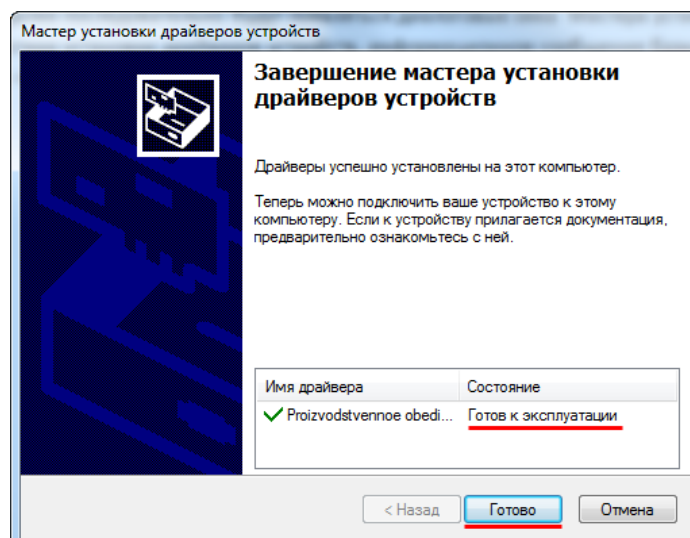 Мастер установки драйверов устройств
Завершение мастера установки
драйверов устройств
Драйверы успешно установлены на этот компьютер.
Теперь можно подключить ваше устройство к этому
компьютеру. Если к устройству прилагается документация,
предварительно ознакомьтесь с ней.
Имя драйвера Состояние
Proizvodstvennoe obedi... Готов к эксплуатации
< Назад Готово Отмена